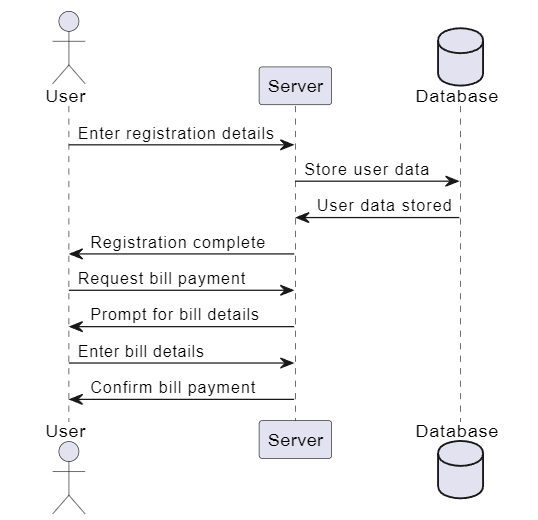 User
Server
Database
Enter registration details
Store user data
User data stored
Registration complete
Request bill payment
Prompt for bill details
Enter bill details
Confirm bill payment
User
Server
Database